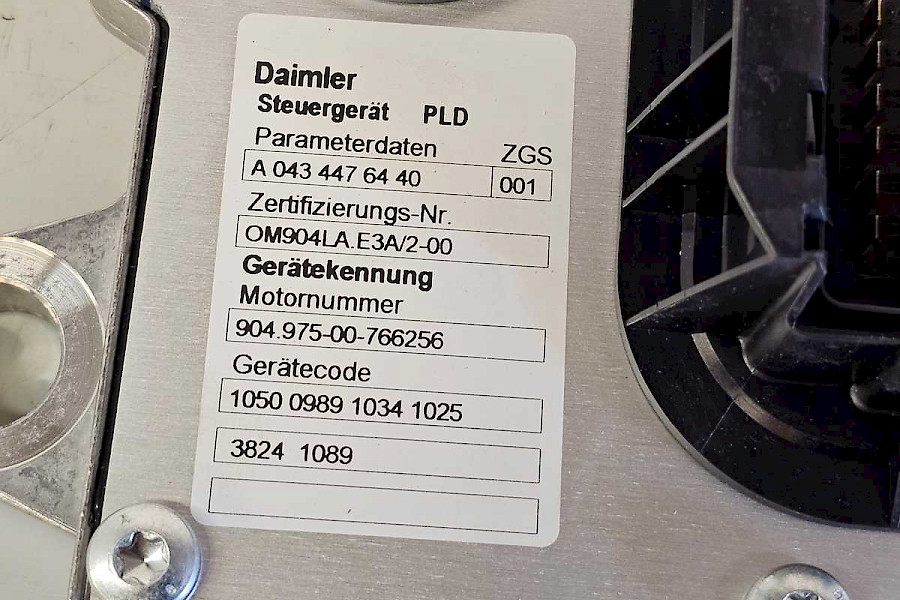 Daimler
Steuergerät PLD
Parameterdaten ZGS
A 043 447 64 40 001
Zertifizierungs-Nr.
OM904LA.E3A/2-00
Gerätekennung
Motornummer
904.975-00-766256
Gerätecode
1050 0989 1034 1025
3824 1089